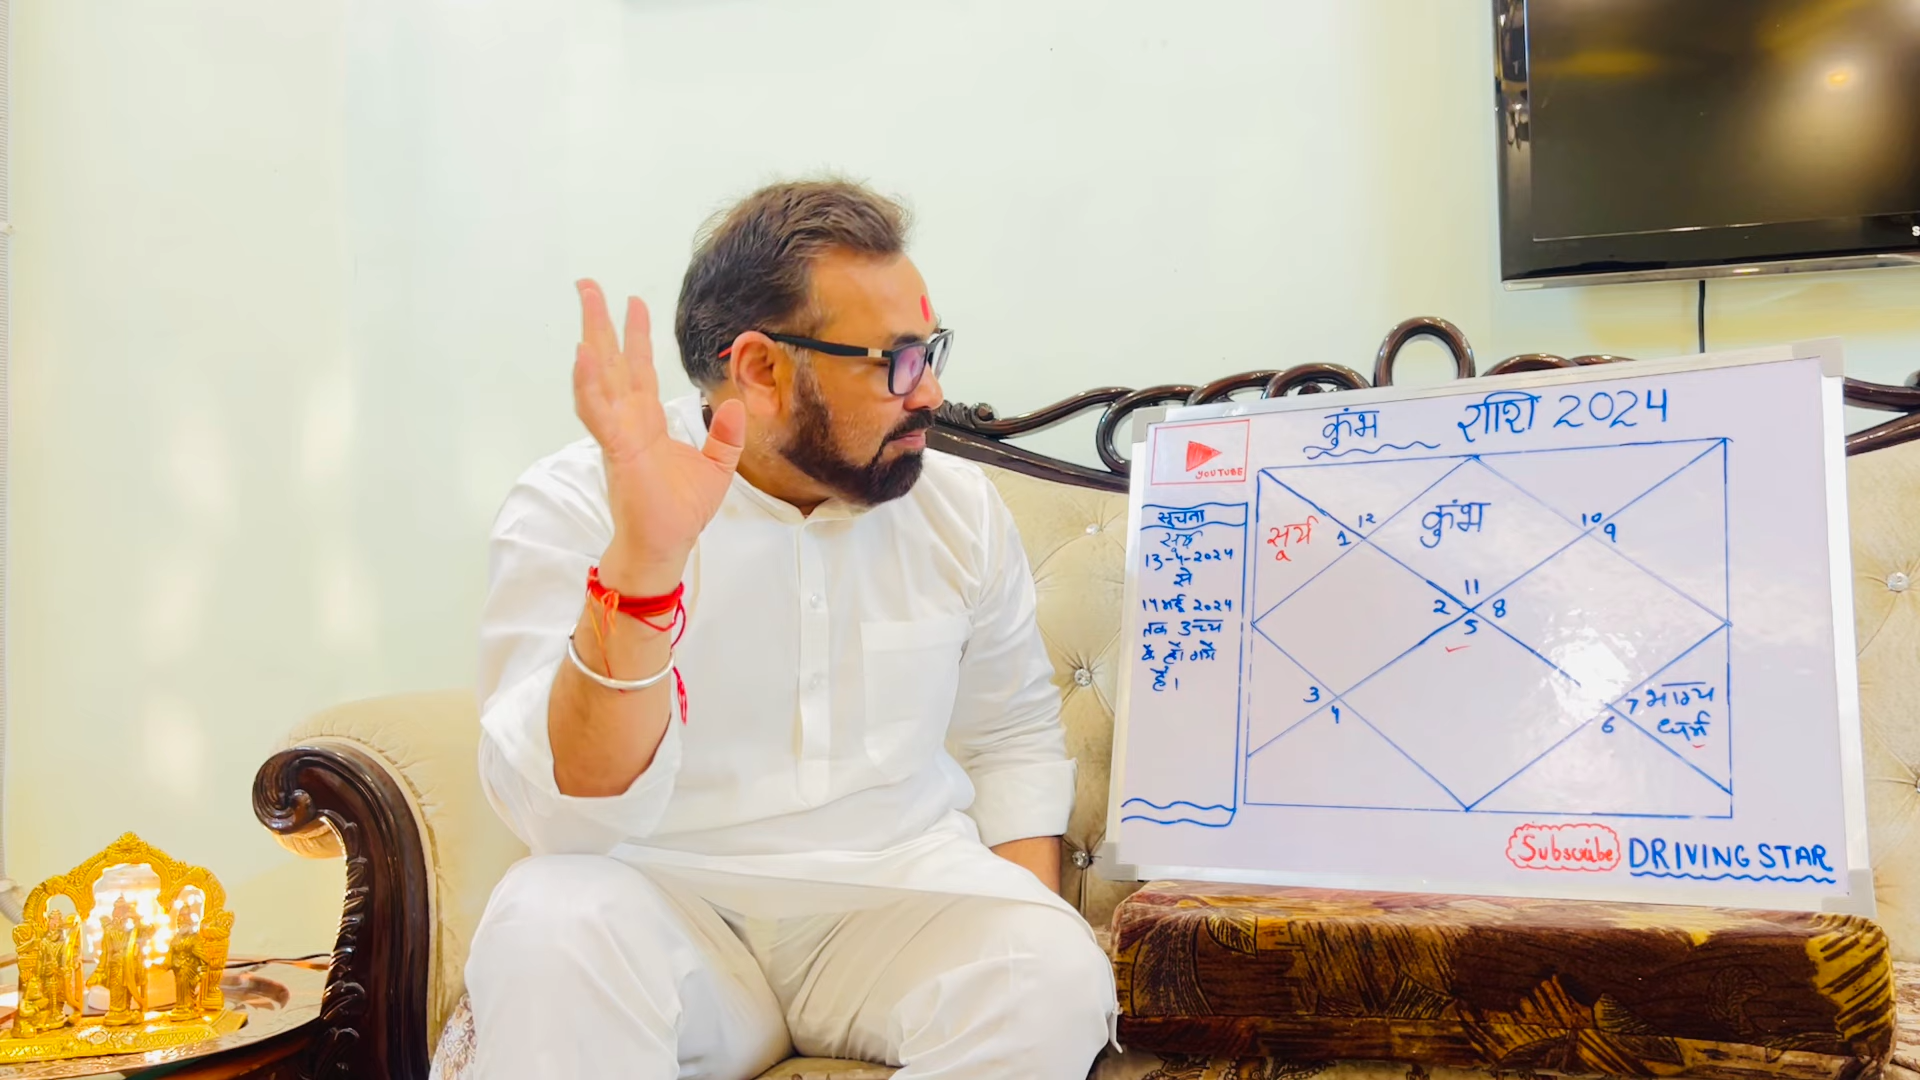 कुंभ राशि 2024
YOUTUBE
सूचना
सूर्य
13-4-2024
से
14 मई 2024
तक उच्च
के हो गये
हैं।
सूर्य
1
12
कुंभ
10
9
11
2
8
5
3
4
7 भाग्य
6 धर्म
Subscribe DRIVING STAR